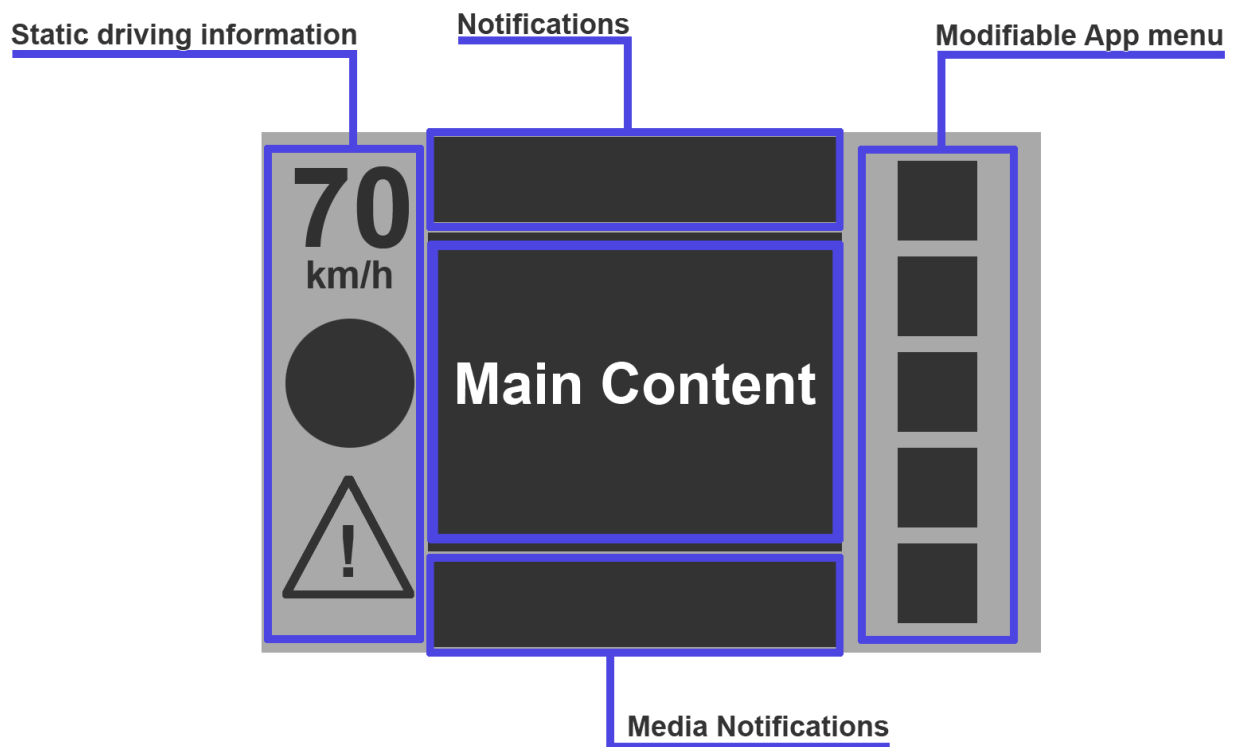 Static driving information
Notifications
Modifiable App menu
70
km/h
Main Content
!
Media Notifications